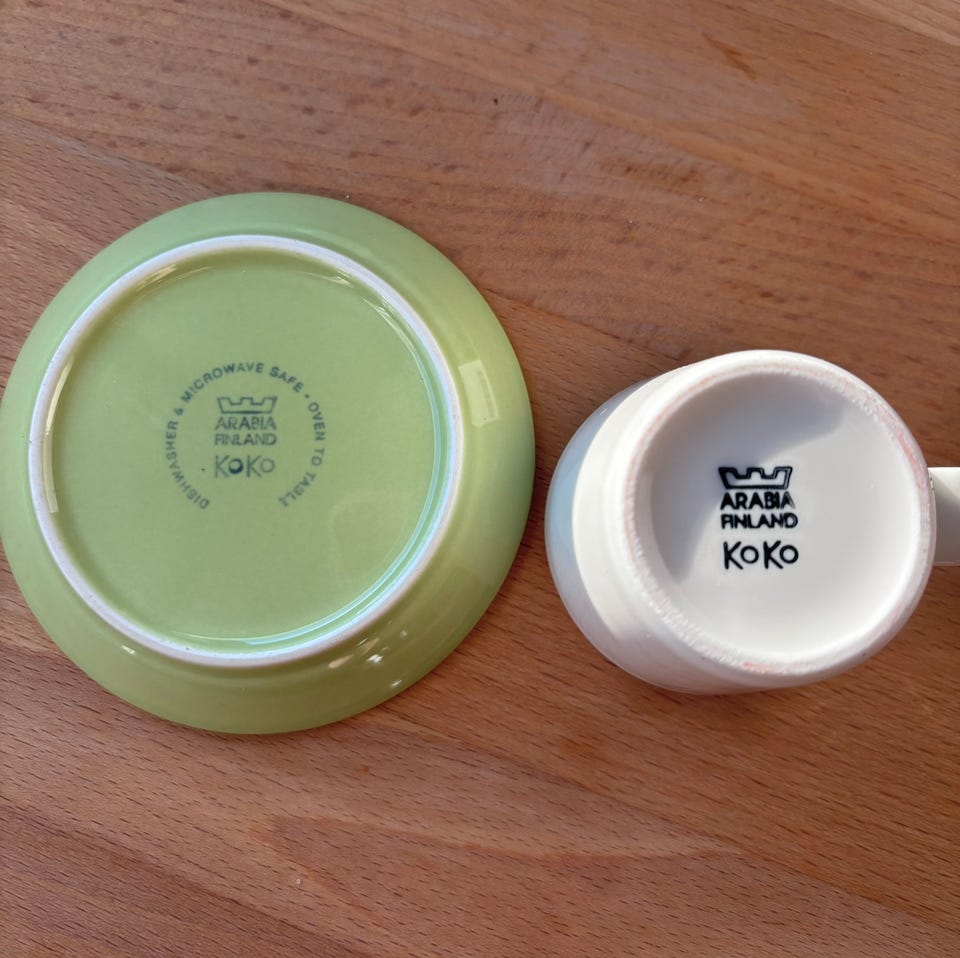 DISHWASHER & MICROWAVE SAFE • OVEN TO TABLE
ARABIA
FINLAND
KoKo
ARABIA
FINLAND
KoKo